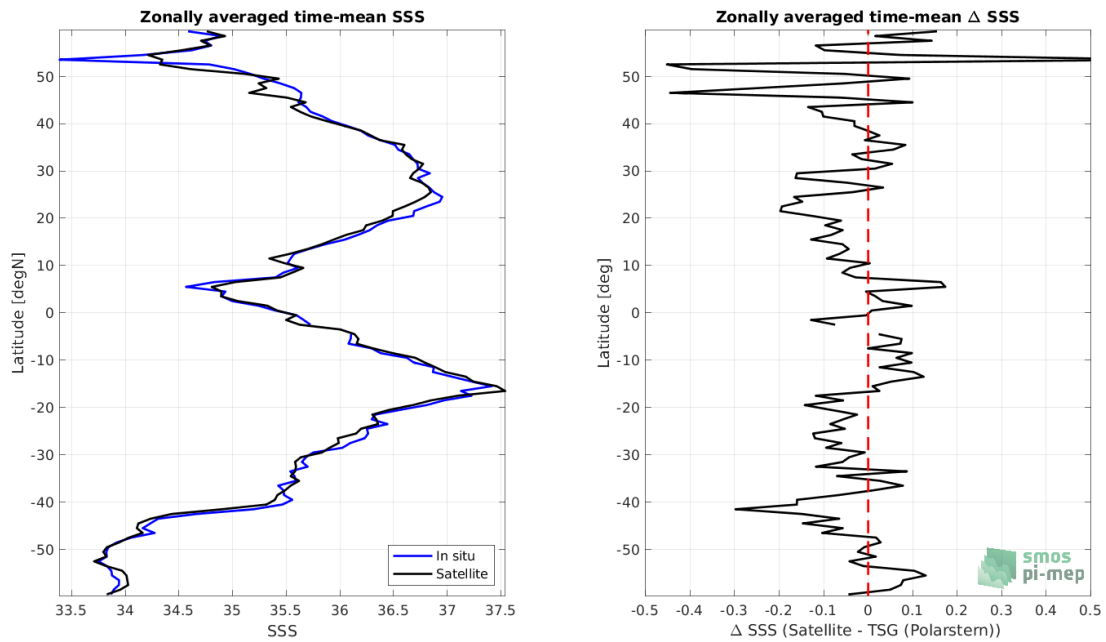 Zonally averaged time-mean SSS
Latitude [degN]
50
40
30
20
10
0
-10
-20
-30
-40
-50
33.5 34 34.5 35 35.5 36 36.5 37 37.5
SSS
In situ
Satellite
Zonally averaged time-mean Δ SSS
Latitude [deg]
50
40
30
20
10
0
-10
-20
-30
-40
-50
-0.5 -0.4 -0.3 -0.2 -0.1 0 0.1 0.2 0.3 0.4 0.5
Δ SSS (Satellite - TSG (Polarstern))
smos
pi-mep